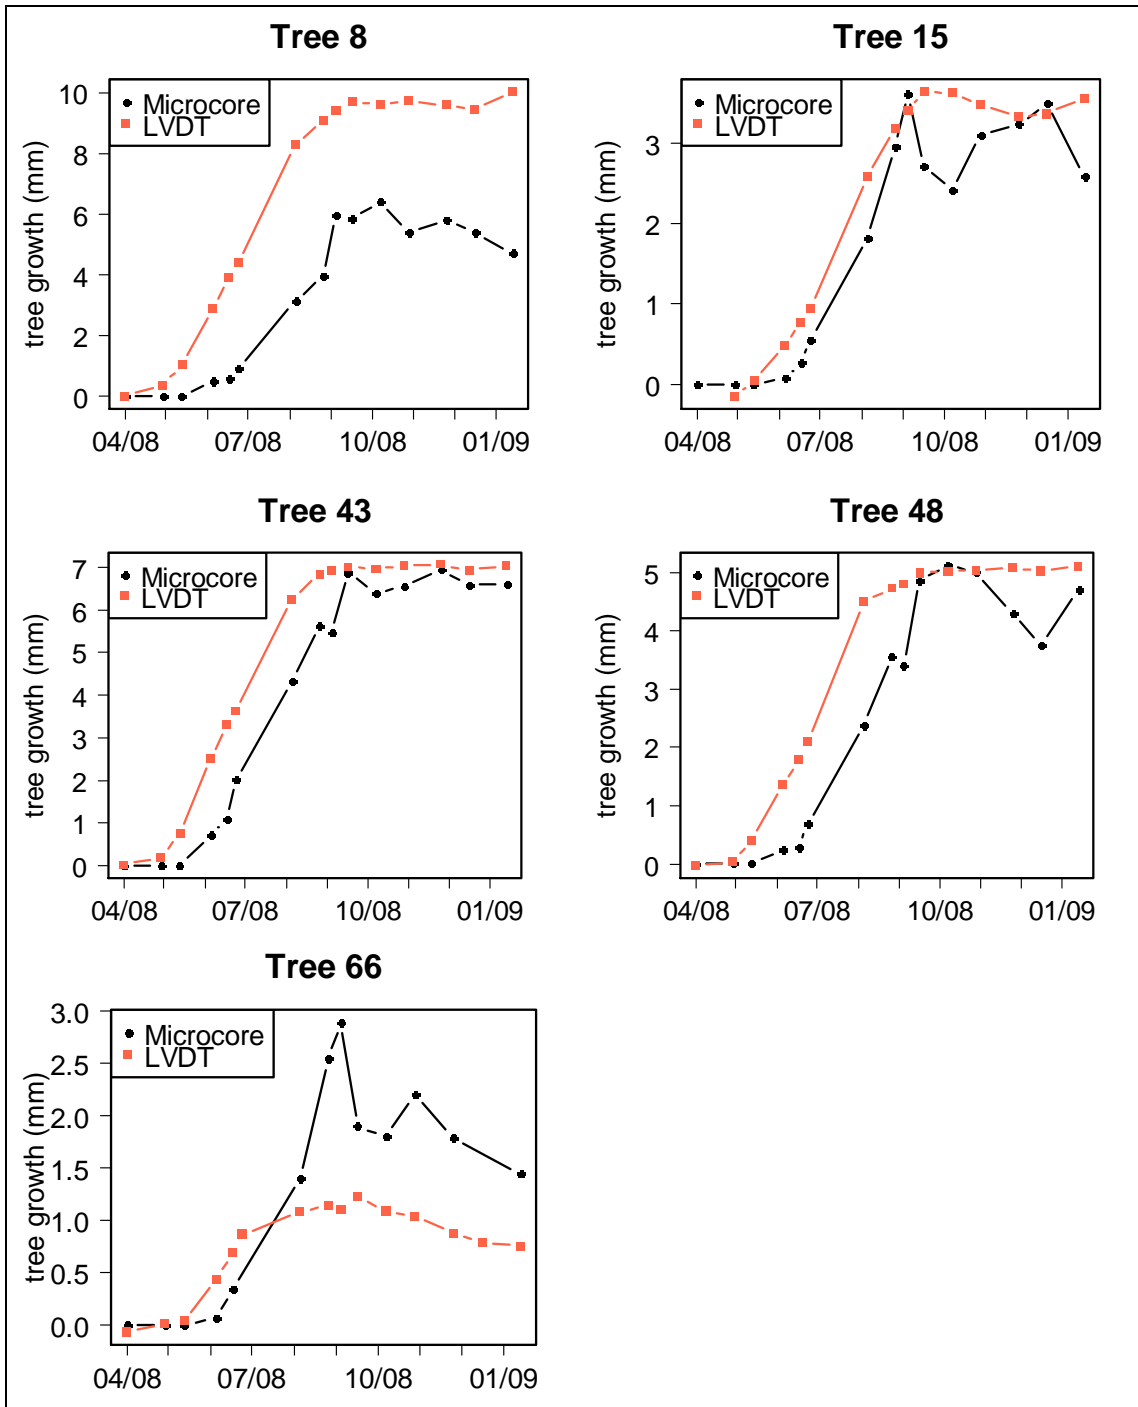 Tree 8
Microcore
LVDT
tree growth (mm)
10
8
6
4
2
0
04/08 07/08 10/08 01/09
Tree 15
Microcore
LVDT
tree growth (mm)
3
2
1
0
04/08 07/08 10/08 01/09
Tree 43
Microcore
LVDT
tree growth (mm)
7
6
5
4
3
2
1
0
04/08 07/08 10/08 01/09
Tree 48
Microcore
LVDT
tree growth (mm)
5
4
3
2
1
0
04/08 07/08 10/08 01/09
Tree 66
Microcore
LVDT
tree growth (mm)
3.0
2.5
2.0
1.5
1.0
0.5
0.0
04/08 07/08 10/08 01/09